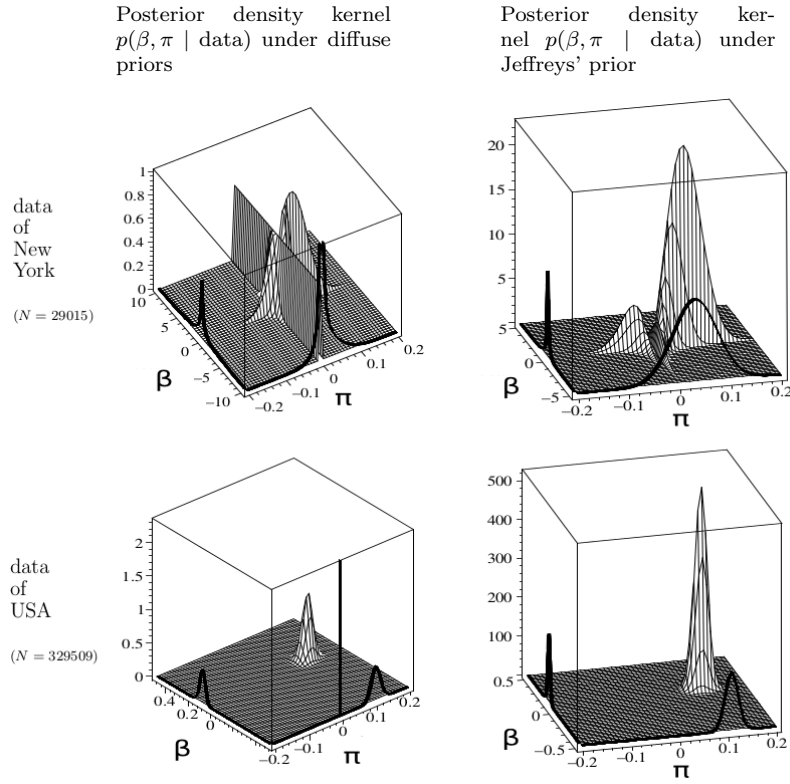 Posterior density kernel
p(β, π | data) under diffuse
priors
Posterior density ker-
nel p(β, π | data) under
Jeffreys' prior
data
of
New
York
(N = 29015)
1
0.8
0.6
0.4
0.2
0
10
5
0
−5
−10
β
−0.2
−0.1
0
0.1
0.2
π
20
15
10
5
5
0
−5
β
−0.2
−0.1
0
0.1
0.2
π
data
of
USA
(N = 329509)
2
1.5
1
0.5
0
0.4
0.2
0
−0.2
β
−0.2
−0.1
0
0.1
0.2
π
500
400
300
200
100
0.5
0
−0.5
β
−0.2
−0.1
0
0.1
0.2
π